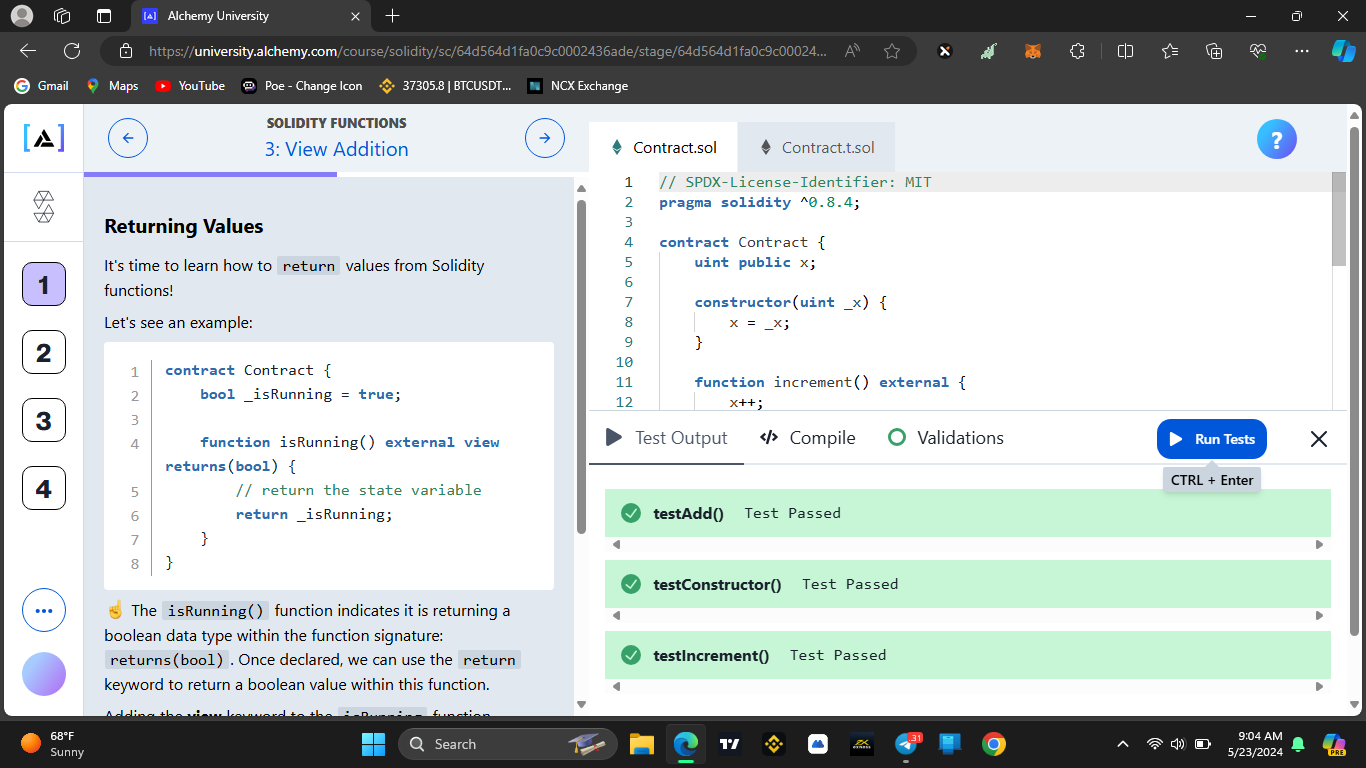 Alchemy University
https://university.alchemy.com/course/solidity/sc/64d564d1fa0c9c0002436ade/stage/64d564d1fa0c9c00024...
Gmail
Maps
YouTube
Poe - Change Icon
37305.8 | BTCUSDT...
NCX Exchange
SOLIDITY FUNCTIONS
3: View Addition
1
2
3
4
Returning Values
It's time to learn how to return values from Solidity
functions!
Let's see an example:
1 contract Contract {
2 bool _isRunning = true;
3
4 function isRunning() external view
returns(bool) {
5 // return the state variable
6 return _isRunning;
7 }
8 }
☝ The isRunning() function indicates it is returning a
boolean data type within the function signature:
returns(bool) . Once declared, we can use the return
keyword to return a boolean value within this function.
Adding the view keyword to the isRunning function
Contract.sol
Contract.t.sol
?
1 // SPDX-License-Identifier: MIT
2 pragma solidity ^0.8.4;
3
4 contract Contract {
5 uint public x;
6
7 constructor(uint _x) {
8 x = _x;
9 }
10
11 function increment() external {
12 x++;
Test Output
Compile
Validations
Run Tests
CTRL + Enter
testAdd() Test Passed
testConstructor() Test Passed
testIncrement() Test Passed
68°F
Sunny
Search
31
9:04 AM
5/23/2024
PRE